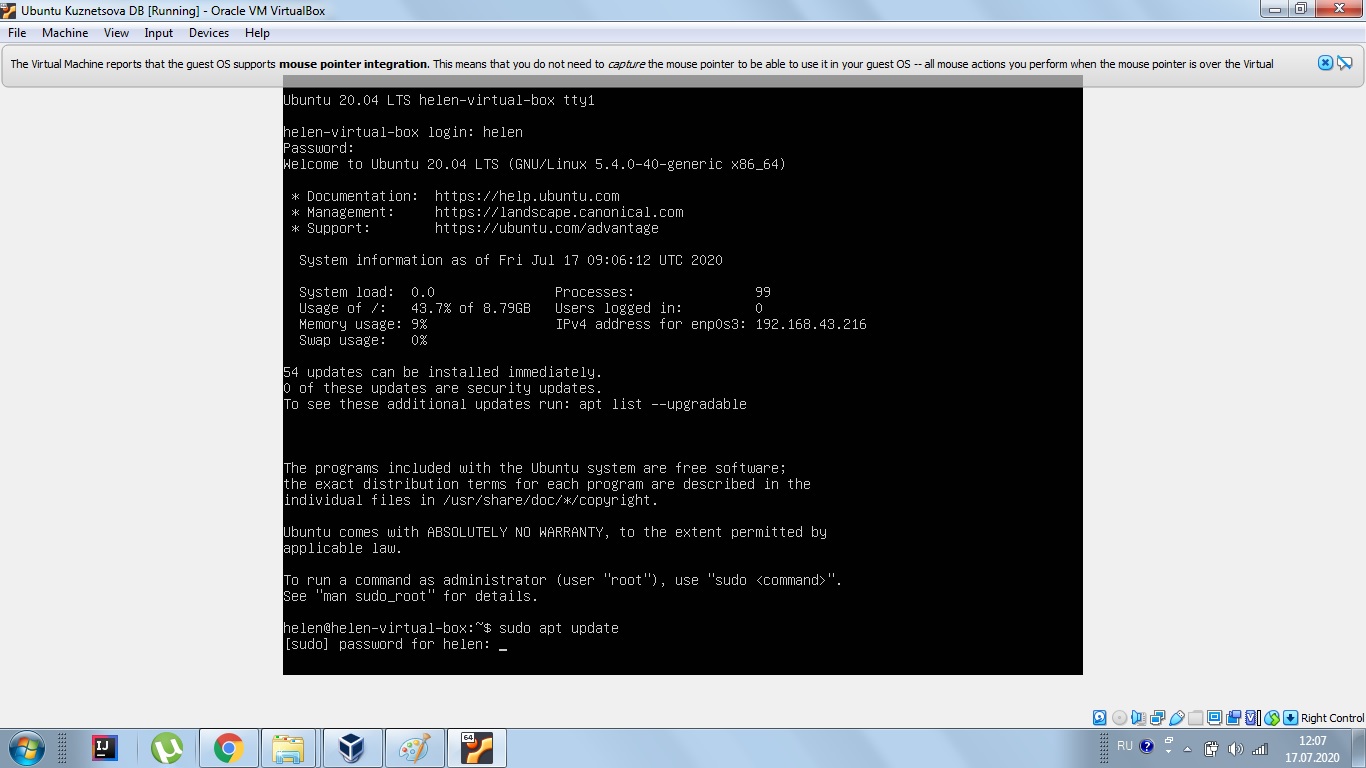 Ubuntu Kuznetsova DB [Running] - Oracle VM VirtualBox
File Machine View Input Devices Help
The Virtual Machine reports that the guest OS supports mouse pointer integration. This means that you do not need to capture the mouse pointer to be able to use it in your guest OS -- all mouse actions you perform when the mouse pointer is over the Virtual
Ubuntu 20.04 LTS helen-virtual-box tty1
helen-virtual-box login: helen
Password:
Welcome to Ubuntu 20.04 LTS (GNU/Linux 5.4.0-40-generic x86_64)
* Documentation: https://help.ubuntu.com
* Management: https://landscape.canonical.com
* Support: https://ubuntu.com/advantage
System information as of Fri Jul 17 09:06:12 UTC 2020
System load: 0.0 Processes: 99
Usage of /: 43.7% of 8.79GB Users logged in: 0
Memory usage: 9% IPv4 address for enp0s3: 192.168.43.216
Swap usage: 0%
54 updates can be installed immediately.
0 of these updates are security updates.
To see these additional updates run: apt list --upgradable
The programs included with the Ubuntu system are free software;
the exact distribution terms for each program are described in the
individual files in /usr/share/doc/*/copyright.
Ubuntu comes with ABSOLUTELY NO WARRANTY, to the extent permitted by
applicable law.
To run a command as administrator (user "root"), use "sudo <command>".
See "man sudo_root" for details.
helen@helen-virtual-box:~$ sudo apt update
[sudo] password for helen: _
Right Control
IJ
64
RU
12:07
17.07.2020